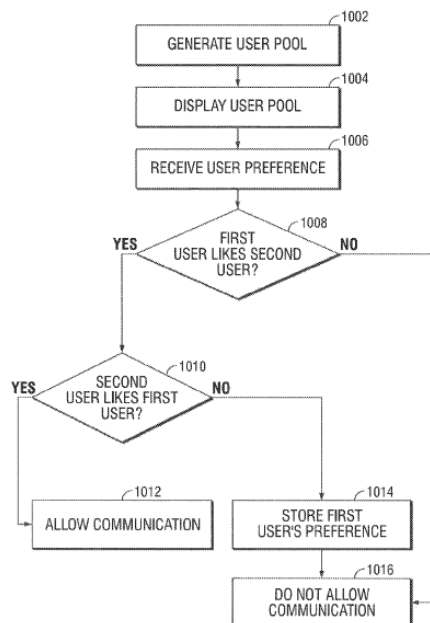 1002
GENERATE USER POOL
1004
DISPLAY USER POOL
1006
RECEIVE USER PREFERENCE
1008
YES
FIRST
USER LIKES SECOND
USER?
NO
1010
YES
SECOND
USER LIKES FIRST
USER?
NO
1012
ALLOW COMMUNICATION
1014
STORE FIRST
USER'S PREFERENCE
1016
DO NOT ALLOW
COMMUNICATION